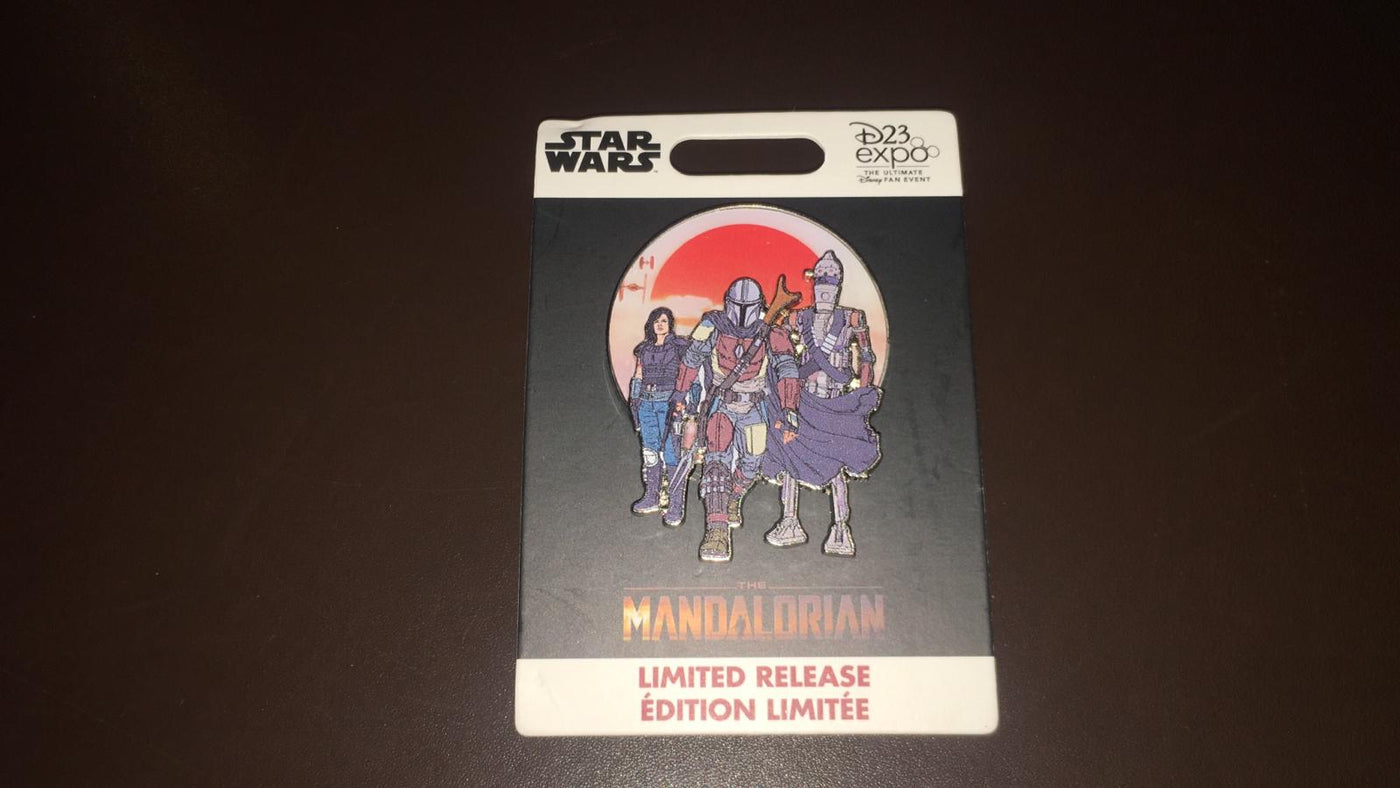 STAR
WARS
D23
expo
THE ULTIMATE
Disney FAN EVENT
THE
MANDALORIAN
LIMITED RELEASE
ÉDITION LIMITÉE